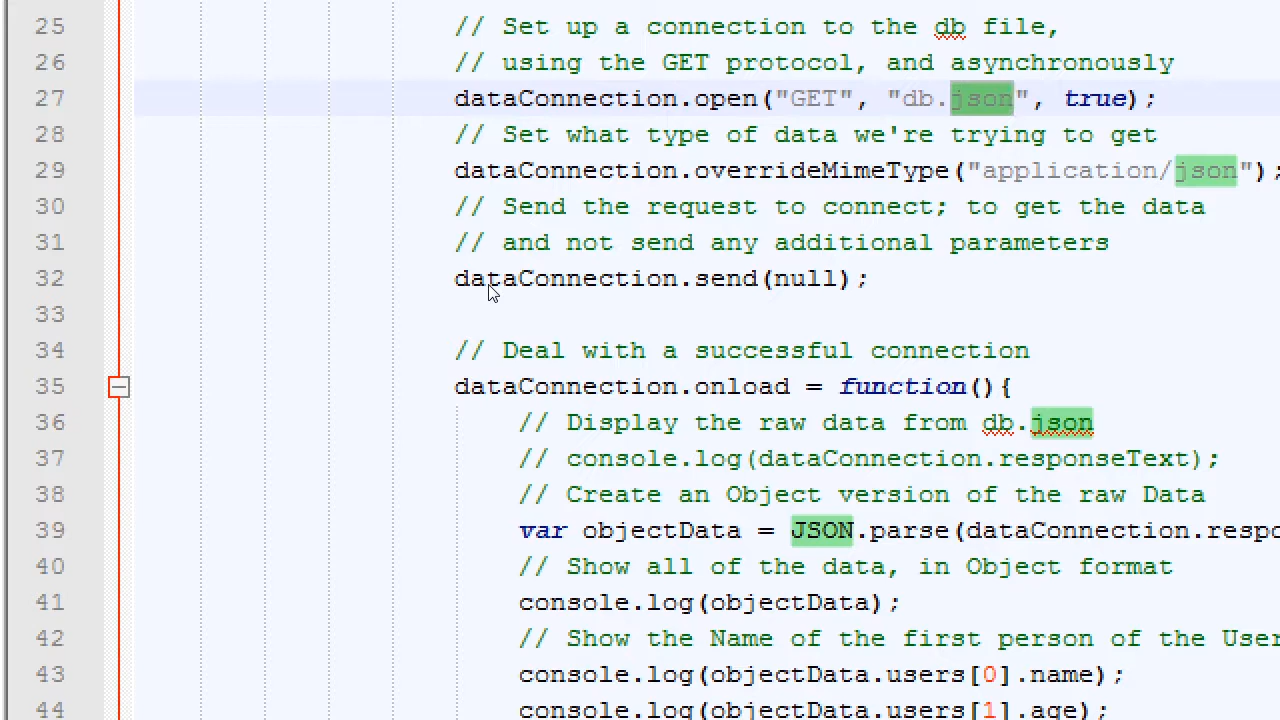 25 // Set up a connection to the db file,
26 // using the GET protocol, and asynchronously
27 dataConnection.open("GET", "db.json", true);
28 // Set what type of data we're trying to get
29 dataConnection.overrideMimeType("application/json");
30 // Send the request to connect; to get the data
31 // and not send any additional parameters
32 dataConnection.send(null);
33
34 // Deal with a successful connection
35 dataConnection.onload = function(){
36 // Display the raw data from db.json
37 // console.log(dataConnection.responseText);
38 // Create an Object version of the raw Data
39 var objectData = JSON.parse(dataConnection.respo
40 // Show all of the data, in Object format
41 console.log(objectData);
42 // Show the Name of the first person of the User
43 console.log(objectData.users[0].name);
44 console.log(objectData.users[1].age);